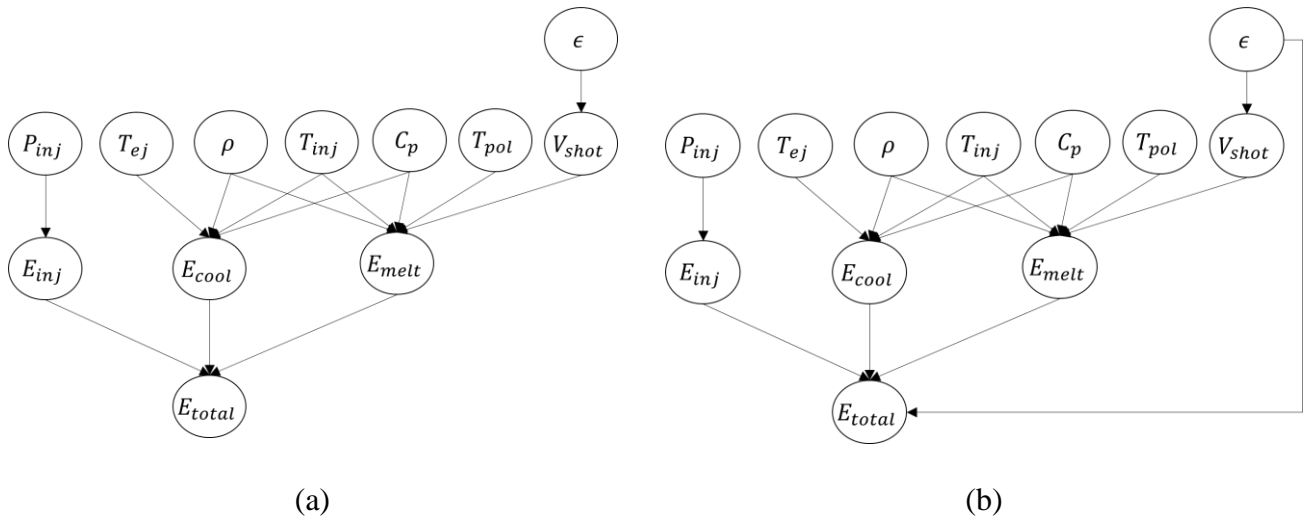 ϵ ϵ
P_inj T_ej ρ T_inj C_p T_pol V_shot P_inj T_ej ρ T_inj C_p T_pol V_shot
E_inj E_cool E_melt E_inj E_cool E_melt
E_total E_total
(a) (b)